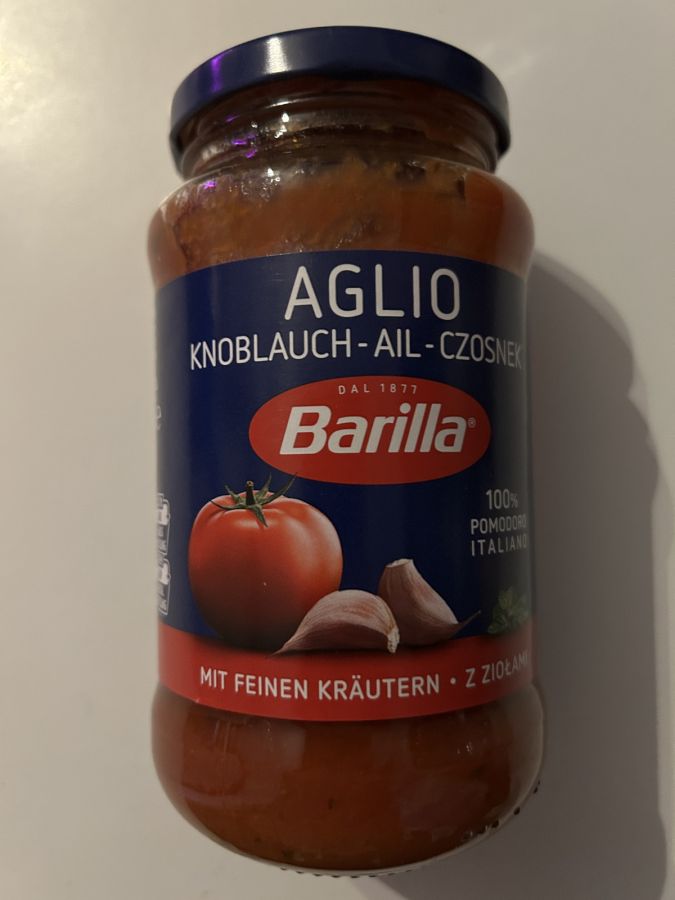 AGLIO
KNOBLAUCH - AIL - CZOSNEK
DAL 1877
Barilla®
100%
POMODORO
ITALIANO
MIT FEINEN KRÄUTERN • Z ZIOŁAMI